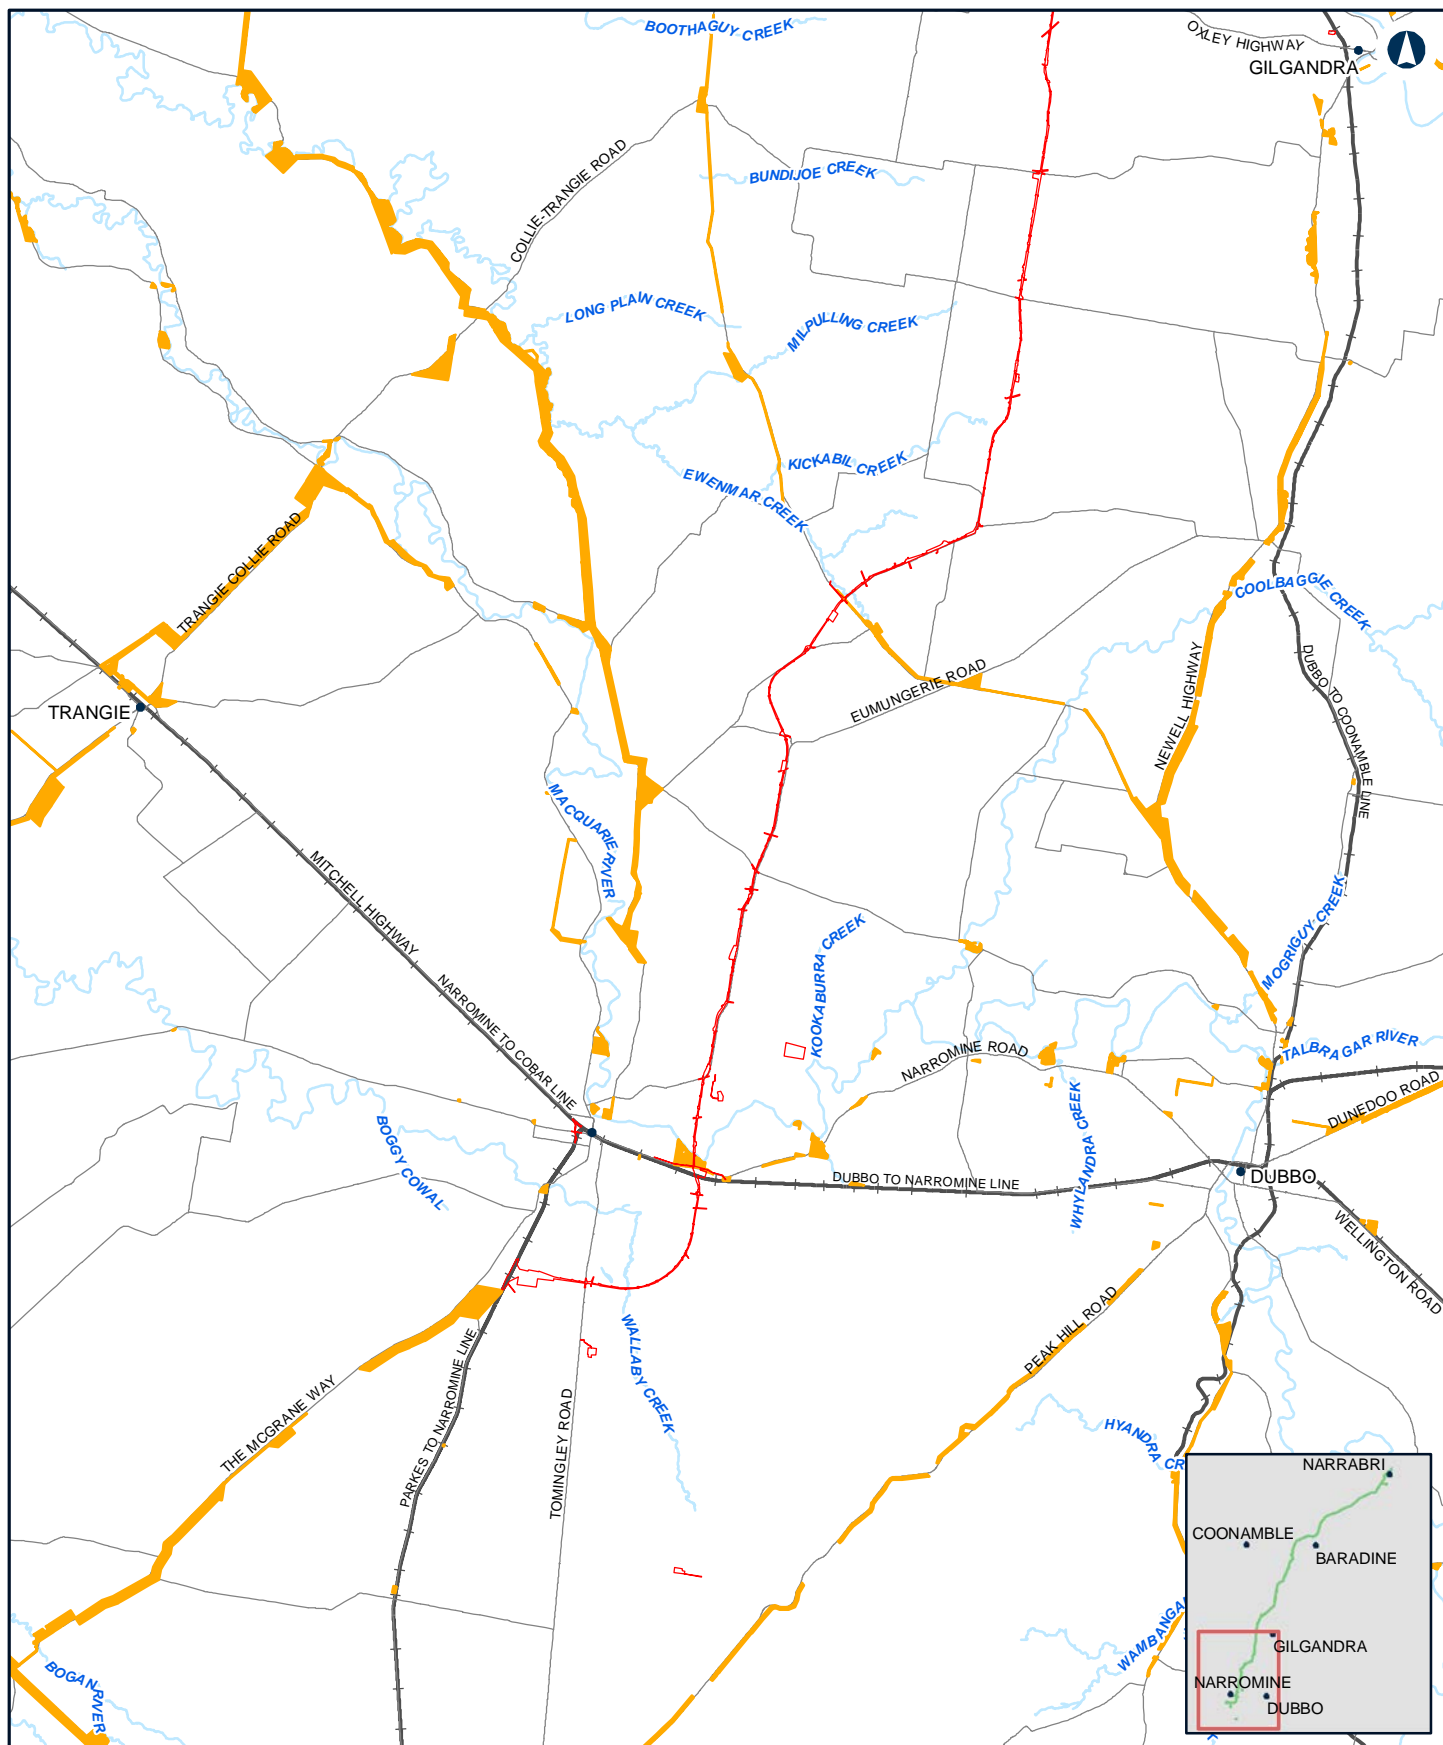 BOOTHAGUY CREEK
OXLEY HIGHWAY
GILGANDRA
COLLIE-TRANGIE ROAD
BUNDIJOE CREEK
LONG PLAIN CREEK
MILPULLING CREEK
KICKABIL CREEK
EWENMAR CREEK
TRANGIE COLLIE ROAD
COOLBAGGIE CREEK
TRANGIE
EUMUNGERIE ROAD
NEWELL HIGHWAY
DUBBO TO COONAMBLE LINE
MACQUARIE RIVER
MITCHELL HIGHWAY
NARROMINE TO COBAR LINE
KOOKABURRA CREEK
MOGRIGUY CREEK
NARROMINE ROAD
TALBRAGAR RIVER
DUNEDOO ROAD
BOGGY COWAL
WHYLANDRA CREEK
DUBBO TO NARROMINE LINE
DUBBO
WELLINGTON ROAD
WALLABY CREEK
PEAK HILL ROAD
THE MCGRANE WAY
PARKES TO NARROMINE LINE
TOMINGLEY ROAD
HYANDRA CR
WAMBANGA
BOGAN RIVER
NARRABRI
COONAMBLE
BARADINE
GILGANDRA
NARROMINE
DUBBO